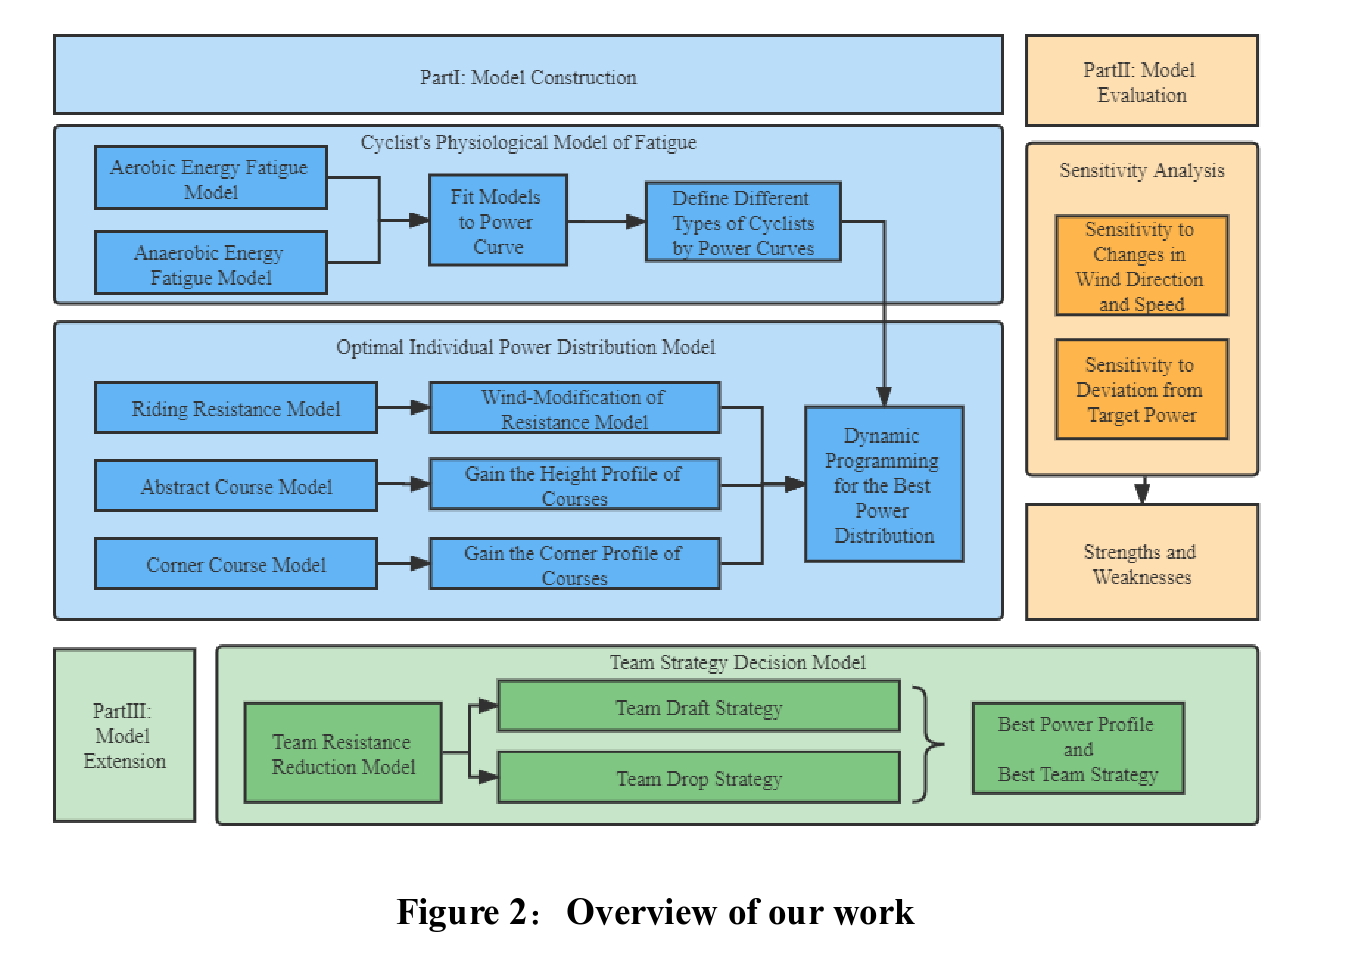 PartI: Model Construction
PartII: Model
Evaluation
Cyclist's Physiological Model of Fatigue
Aerobic Energy Fatigue
Model
Anaerobic Energy
Fatigue Model
Fit Models
to Power
Curve
Define Different
Types of Cyclists
by Power Curves
Sensitivity Analysis
Sensitivity to
Changes in
Wind Direction
and Speed
Sensitivity to
Deviation from
Target Power
Strengths and
Weaknesses
Optimal Individual Power Distribution Model
Riding Resistance Model
Wind-Modification of
Resistance Model
Abstract Course Model
Gain the Height Profile of
Courses
Corner Course Model
Gain the Corner Profile of
Courses
Dynamic
Programming
for the Best
Power
Distribution
PartIII:
Model
Extension
Team Strategy Decision Model
Team Resistance
Reduction Model
Team Draft Strategy
Team Drop Strategy
Best Power Profile
and
Best Team Strategy
Figure 2：Overview of our work